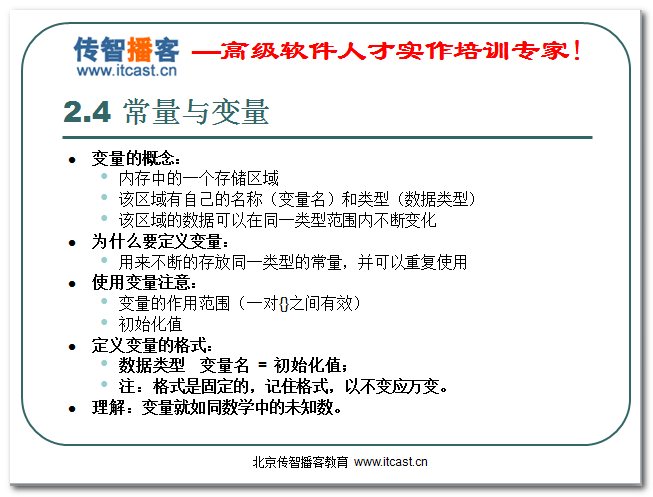 传智播客 —高级软件人才实作培训专家!
www.itcast.cn
2.4 常量与变量
● 变量的概念：
• 内存中的一个存储区域
• 该区域有自己的名称（变量名）和类型（数据类型）
• 该区域的数据可以在同一类型范围内不断变化
● 为什么要定义变量：
• 用来不断的存放同一类型的常量，并可以重复使用
● 使用变量注意：
• 变量的作用范围（一对{}之间有效）
• 初始化值
● 定义变量的格式：
• 数据类型 变量名 = 初始化值；
• 注：格式是固定的，记住格式，以不变应万变。
● 理解：变量就如同数学中的未知数。
北京传智播客教育 www.itcast.cn